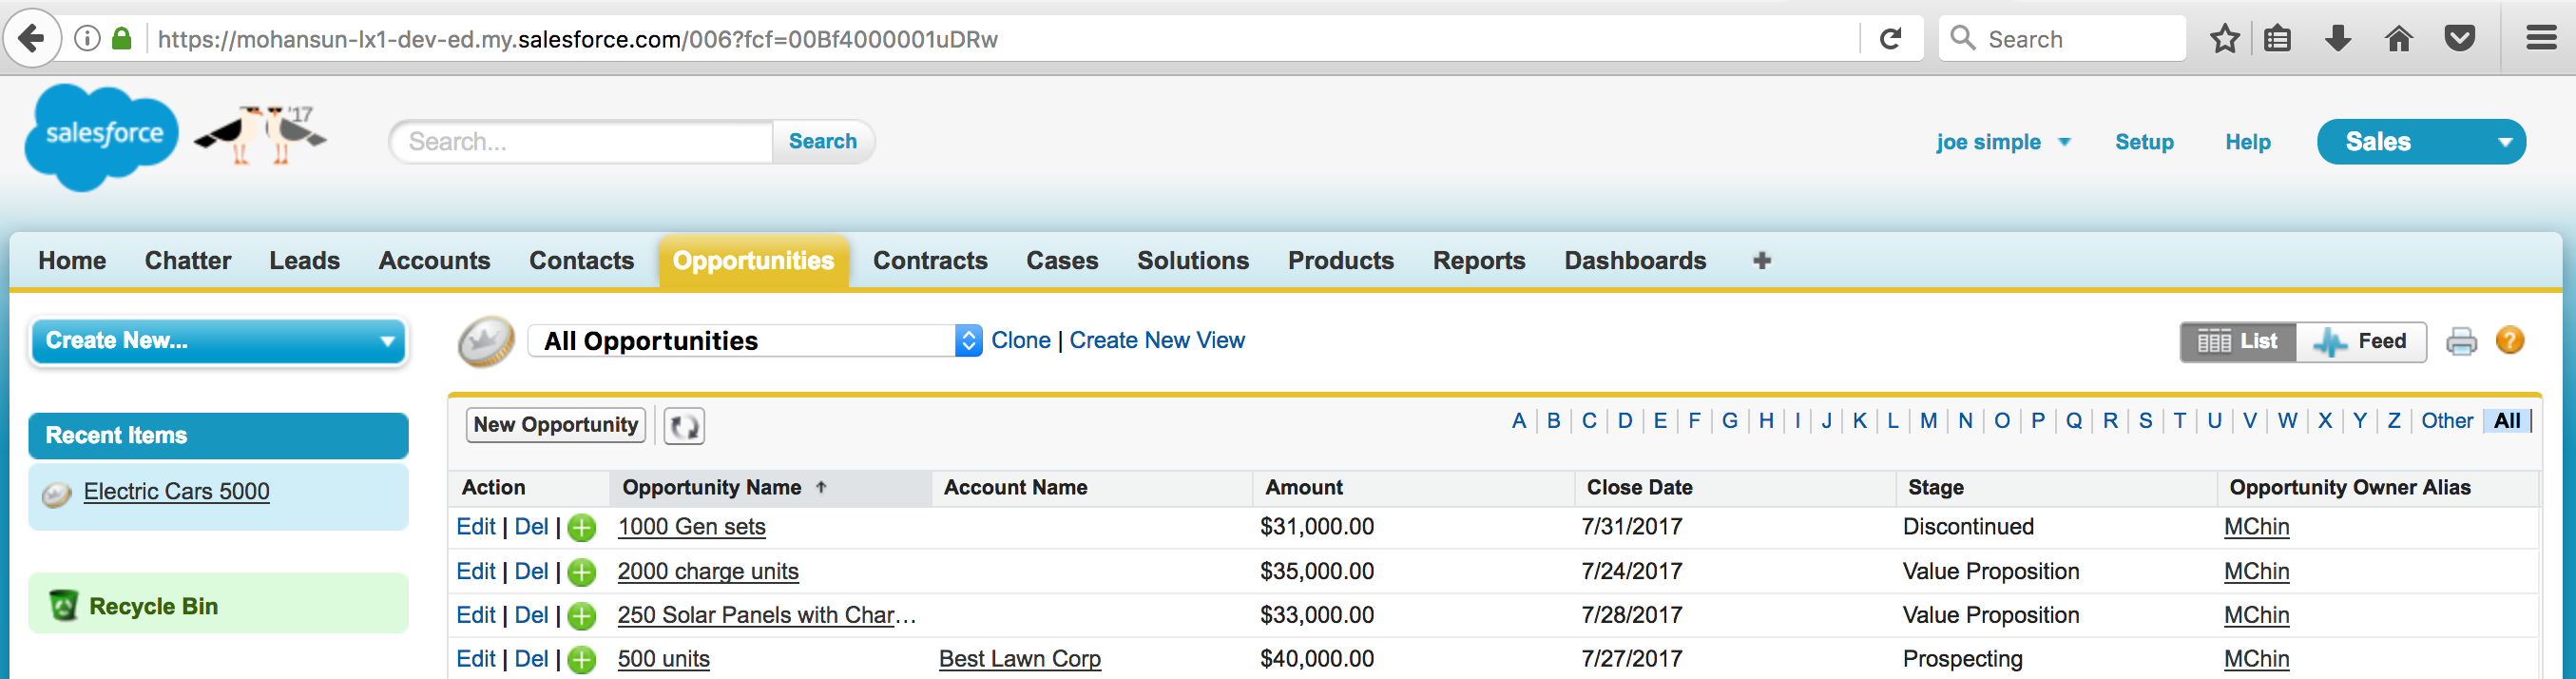 https://mohansun-lx1-dev-ed.my.salesforce.com/006?fcf=00Bf4000001uDRw
Search
salesforce
'17
Search...
Search
joe simple
Setup
Help
Sales
Home Chatter Leads Accounts Contacts Opportunities Contracts Cases Solutions Products Reports Dashboards +
Create New...
All Opportunities
Clone | Create New View
List
Feed
?
Recent Items
Electric Cars 5000
Recycle Bin
New Opportunity
A | B | C | D | E | F | G | H | I | J | K | L | M | N | O | P | Q | R | S | T | U | V | W | X | Y | Z | Other | All
Action Opportunity Name ↑ Account Name Amount Close Date Stage Opportunity Owner Alias
Edit | Del | + 1000 Gen sets $31,000.00 7/31/2017 Discontinued MChin
Edit | Del | + 2000 charge units $35,000.00 7/24/2017 Value Proposition MChin
Edit | Del | + 250 Solar Panels with Char... $33,000.00 7/28/2017 Value Proposition MChin
Edit | Del | + 500 units Best Lawn Corp $40,000.00 7/27/2017 Prospecting MChin